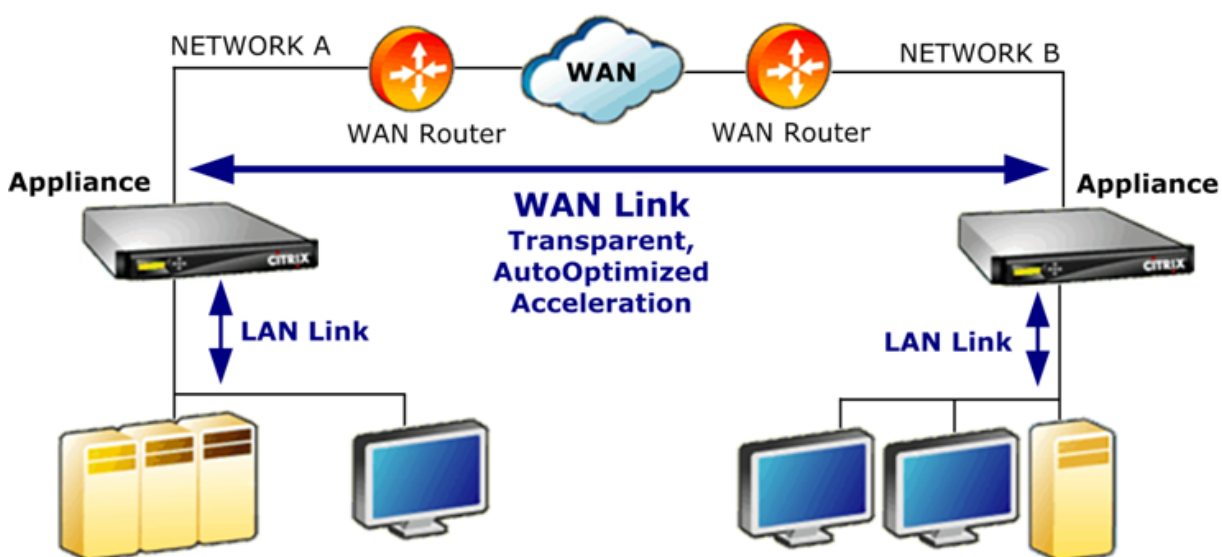 NETWORK A
WAN
NETWORK B
WAN Router
WAN Router
Appliance
Appliance
WAN Link
Transparent,
AutoOptimized
Acceleration
CITRIX
CITRIX
LAN Link
LAN Link